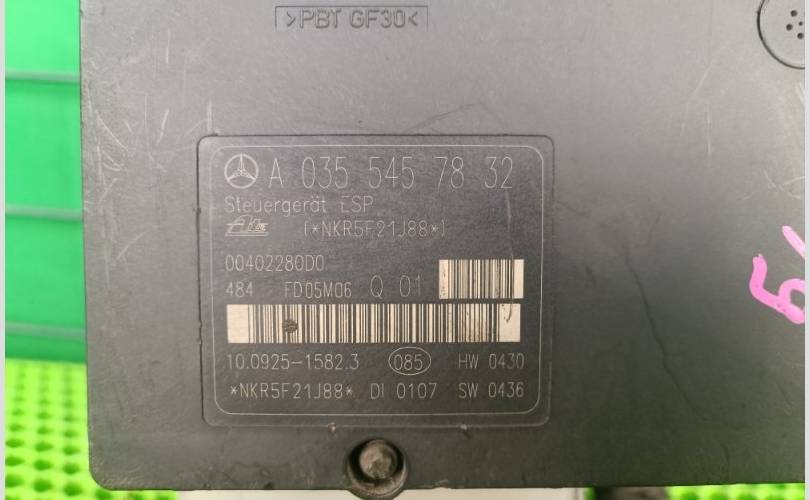 >PBT GF30<
A 035 545 78 32
Steuergerät ESP
Ate [*NKR5F21J88*]
00402280D0
484 FD05M06 Q 01
10.0925-1582.3 085 HW 0430
*NKR5F21J88* DI 0107 SW 0436